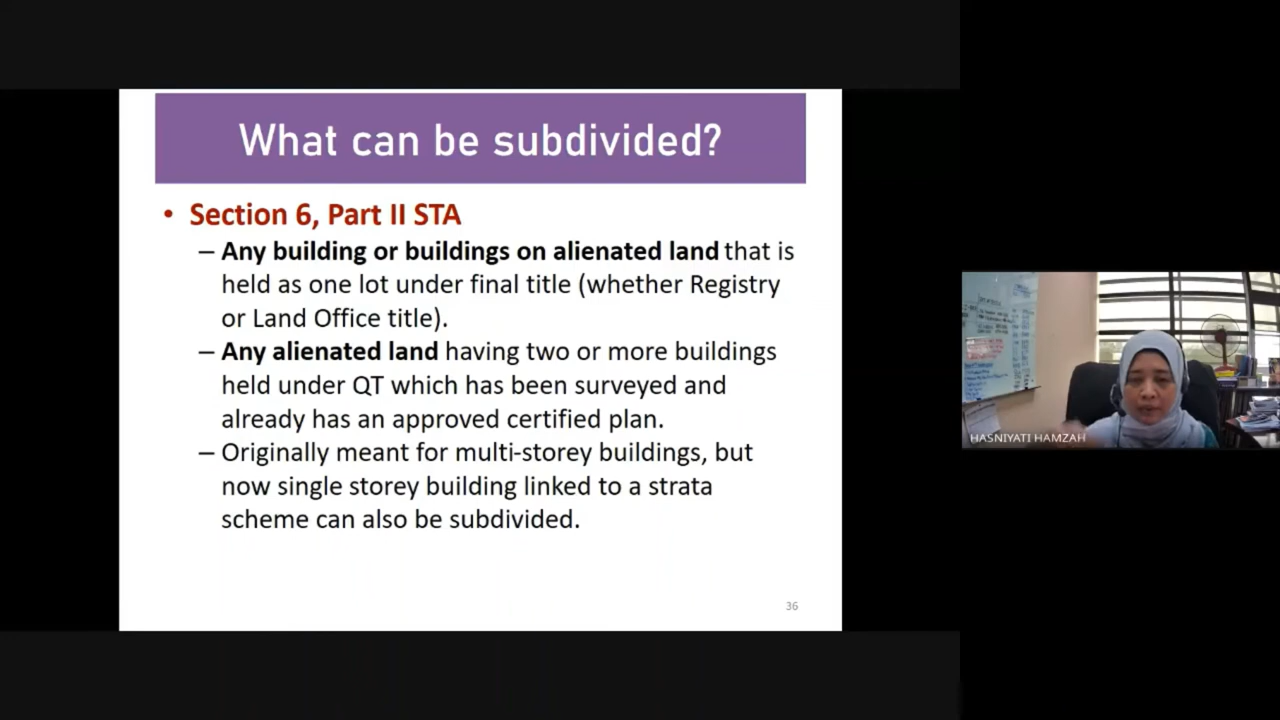 What can be subdivided?
• Section 6, Part II STA
– Any building or buildings on alienated land that is
held as one lot under final title (whether Registry
or Land Office title).
– Any alienated land having two or more buildings
held under QT which has been surveyed and
already has an approved certified plan.
– Originally meant for multi-storey buildings, but
now single storey building linked to a strata
scheme can also be subdivided.
36
HASNIYATI HAMZAH